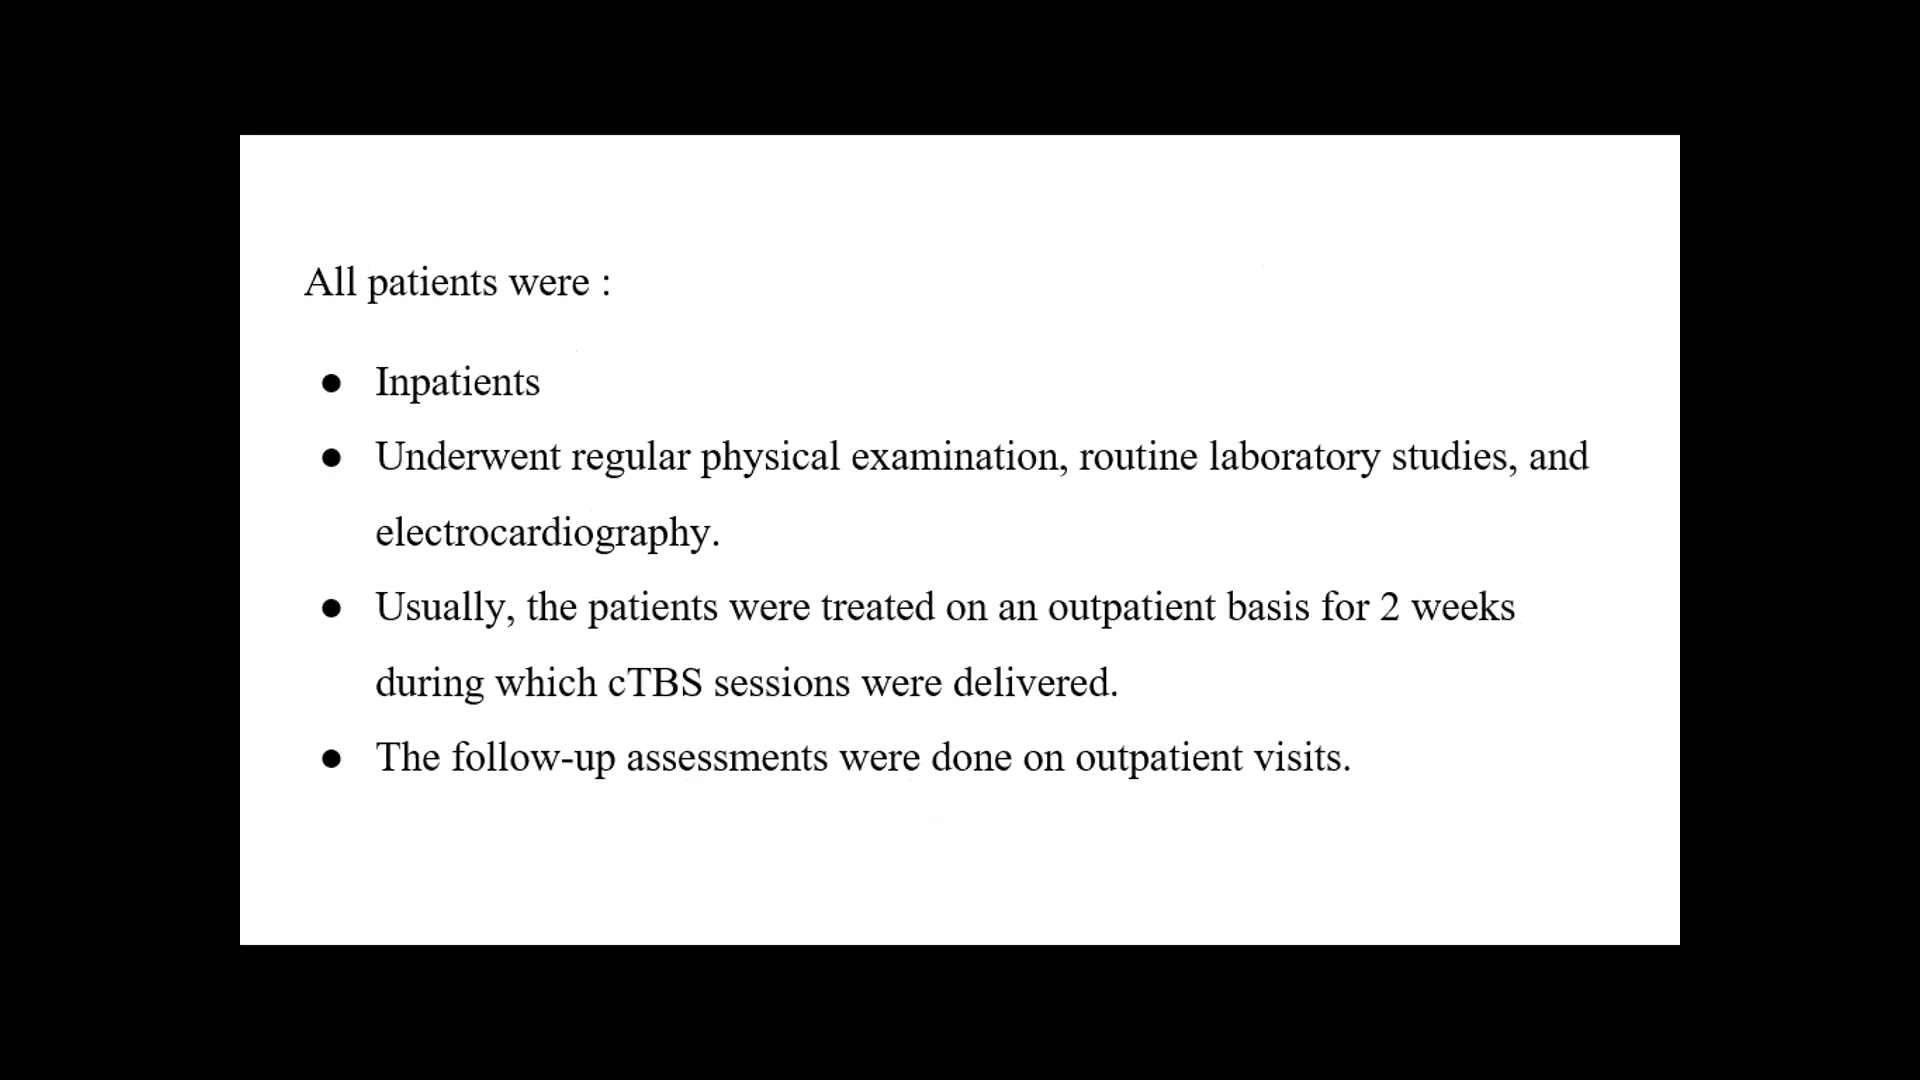 All patients were :
● Inpatients
● Underwent regular physical examination, routine laboratory studies, and
electrocardiography.
● Usually, the patients were treated on an outpatient basis for 2 weeks
during which cTBS sessions were delivered.
● The follow-up assessments were done on outpatient visits.